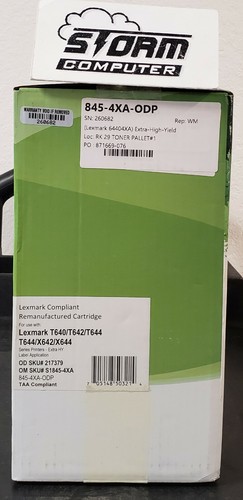 STORM
COMPUTER
845-4XA-ODP
SN: 260682
Rep: WM
(Lexmark 64404XA) Extra-High-Yield
Loc: RK 29 TONER PALLET#1
PO : 871669-076
WARRANTY VOID IF REMOVED
260682
Lexmark Compliant
Remanufactured Cartridge
For use with
Lexmark T640/T642/T644
T644/X642/X644
Series Printers - Extra HY
Label Application
OD SKU# 217379
OM SKU# S1845-4XA
845-4XA-ODP
TAA Compliant